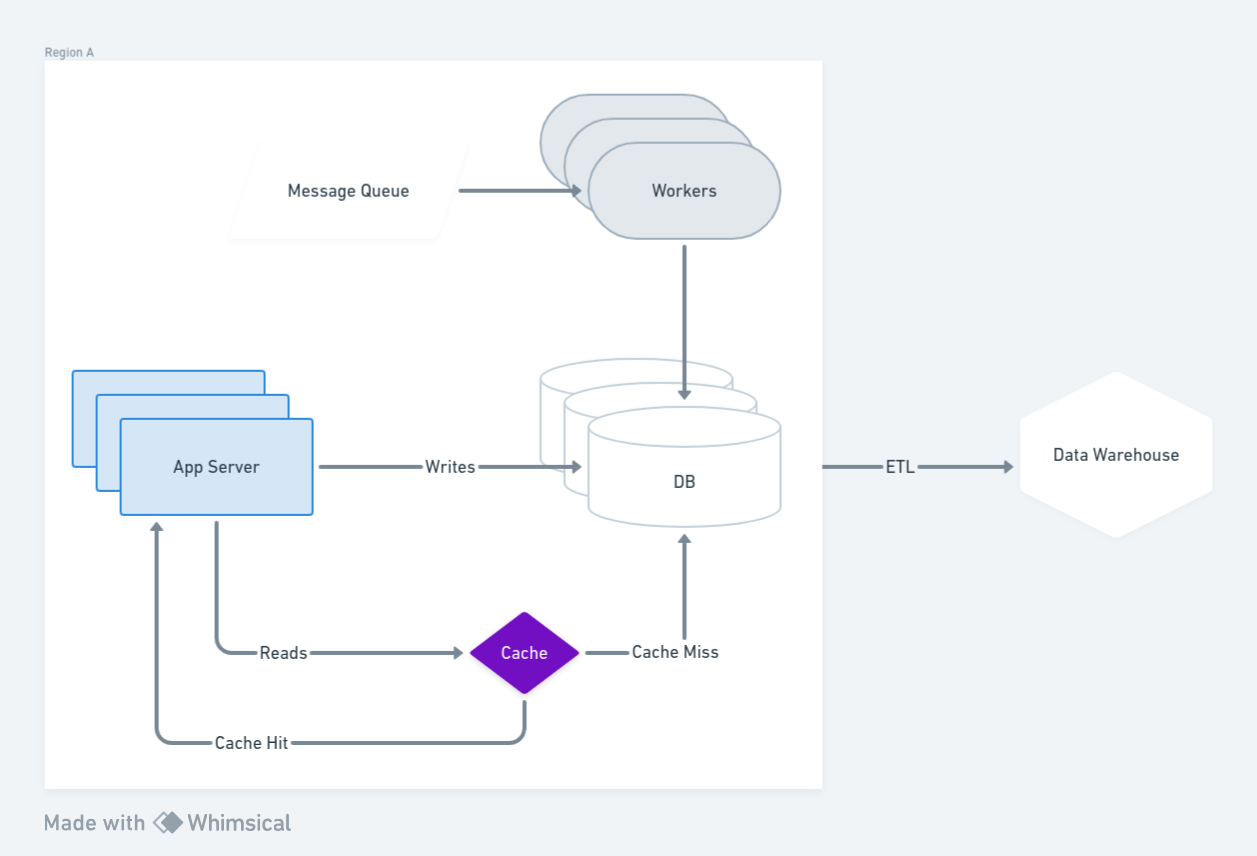 Region A
Message Queue
Workers
App Server
Writes
DB
ETL
Data Warehouse
Reads
Cache
Cache Miss
Cache Hit
Made with Whimsical